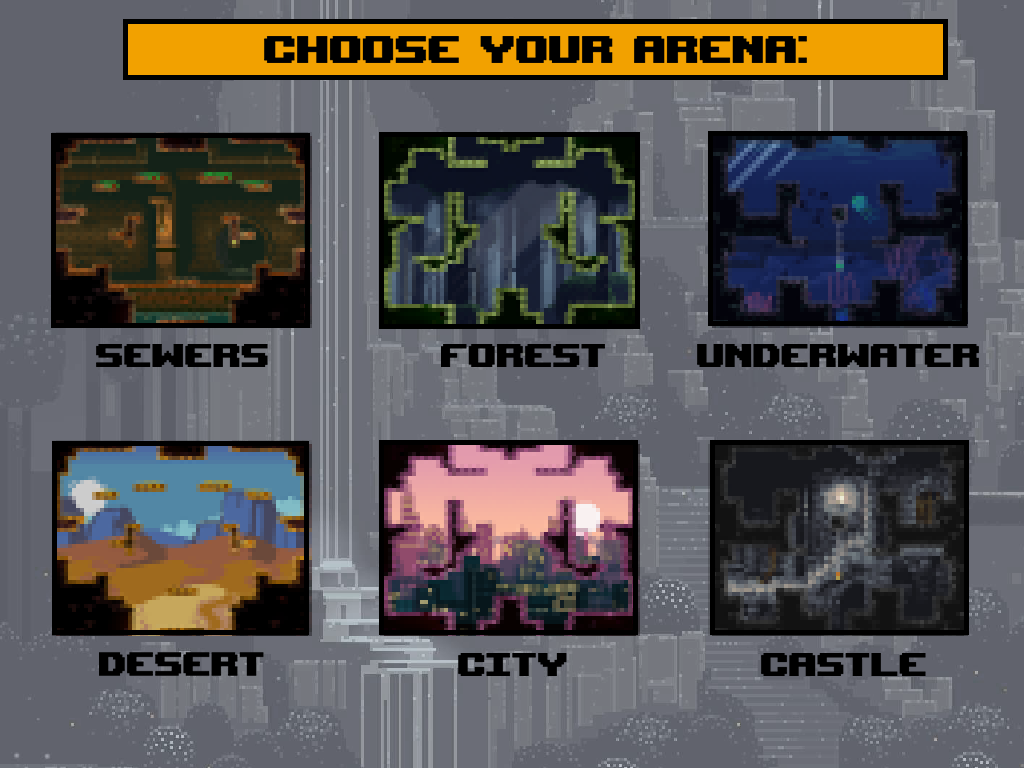 CHOOSE YOUR ARENA:
SEWERS
FOREST
UNDERWATER
DESERT
CITY
CASTLE